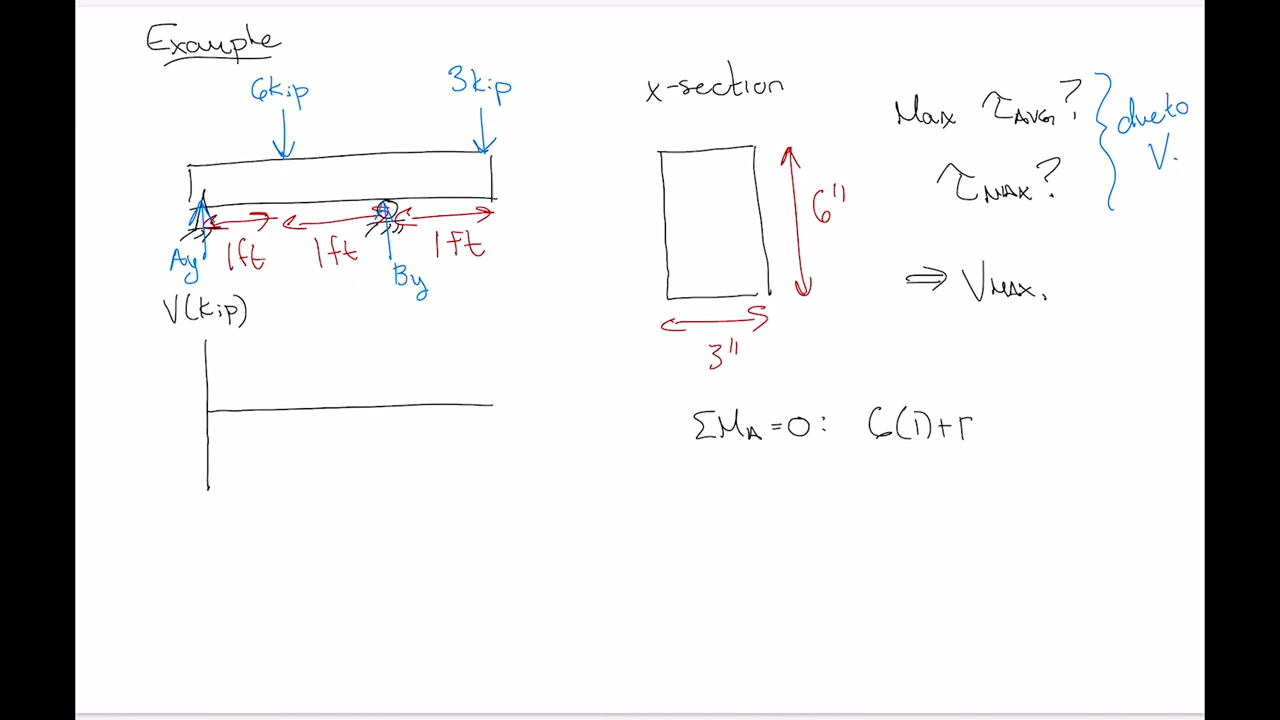 Example
6kip
3kip
x-section
Max τAVG?
τMAX?
due to
V.
6"
Ay
1ft
1ft
By
1ft
⇒ VMAX.
V(kip)
3"
ΣMA = 0: 6(1)+